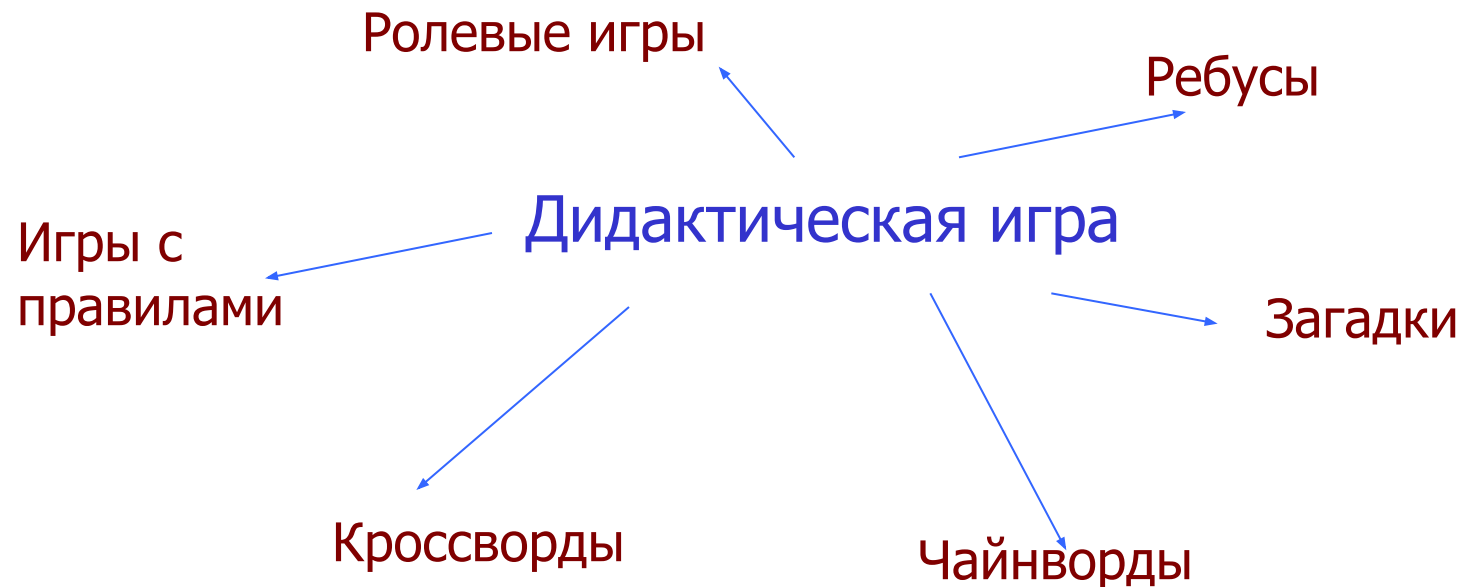 Ролевые игры
Ребусы
Дидактическая игра
Игры с
правилами
Загадки
Кроссворды
Чайнворды